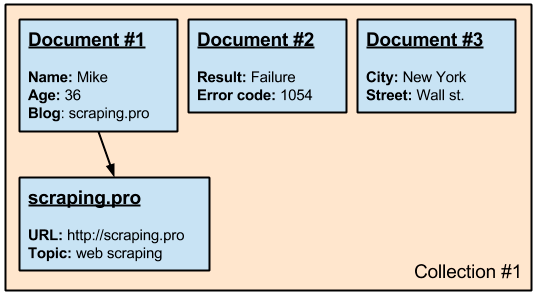 Document #1
Name: Mike
Age: 36
Blog: scraping.pro
Document #2
Result: Failure
Error code: 1054
Document #3
City: New York
Street: Wall st.
scraping.pro
URL: http://scraping.pro
Topic: web scraping
Collection #1